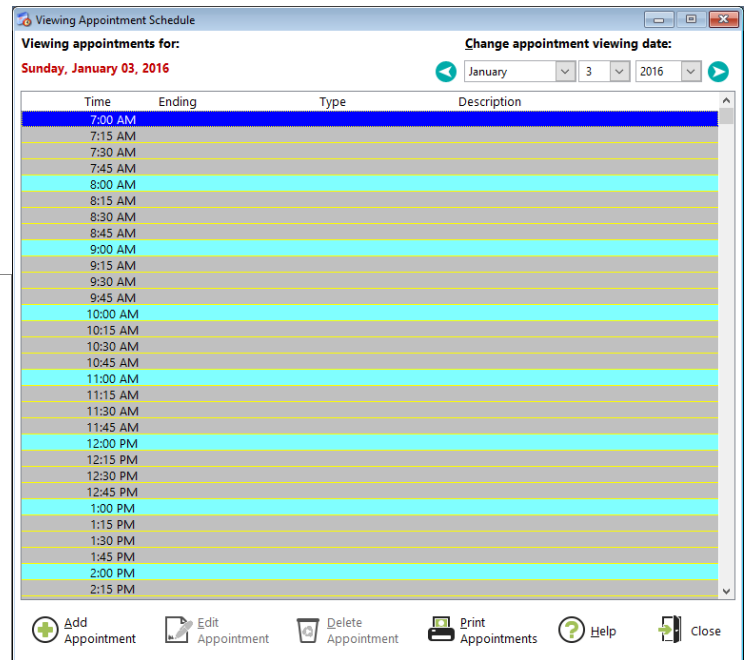 Viewing Appointment Schedule
Viewing appointments for:
Change appointment viewing date:
Sunday, January 03, 2016
January 3 2016
Time Ending Type Description
7:00 AM
7:15 AM
7:30 AM
7:45 AM
8:00 AM
8:15 AM
8:30 AM
8:45 AM
9:00 AM
9:15 AM
9:30 AM
9:45 AM
10:00 AM
10:15 AM
10:30 AM
10:45 AM
11:00 AM
11:15 AM
11:30 AM
11:45 AM
12:00 PM
12:15 PM
12:30 PM
12:45 PM
1:00 PM
1:15 PM
1:30 PM
1:45 PM
2:00 PM
2:15 PM
Add
Appointment
Edit
Appointment
Delete
Appointment
Print
Appointments
Help
Close